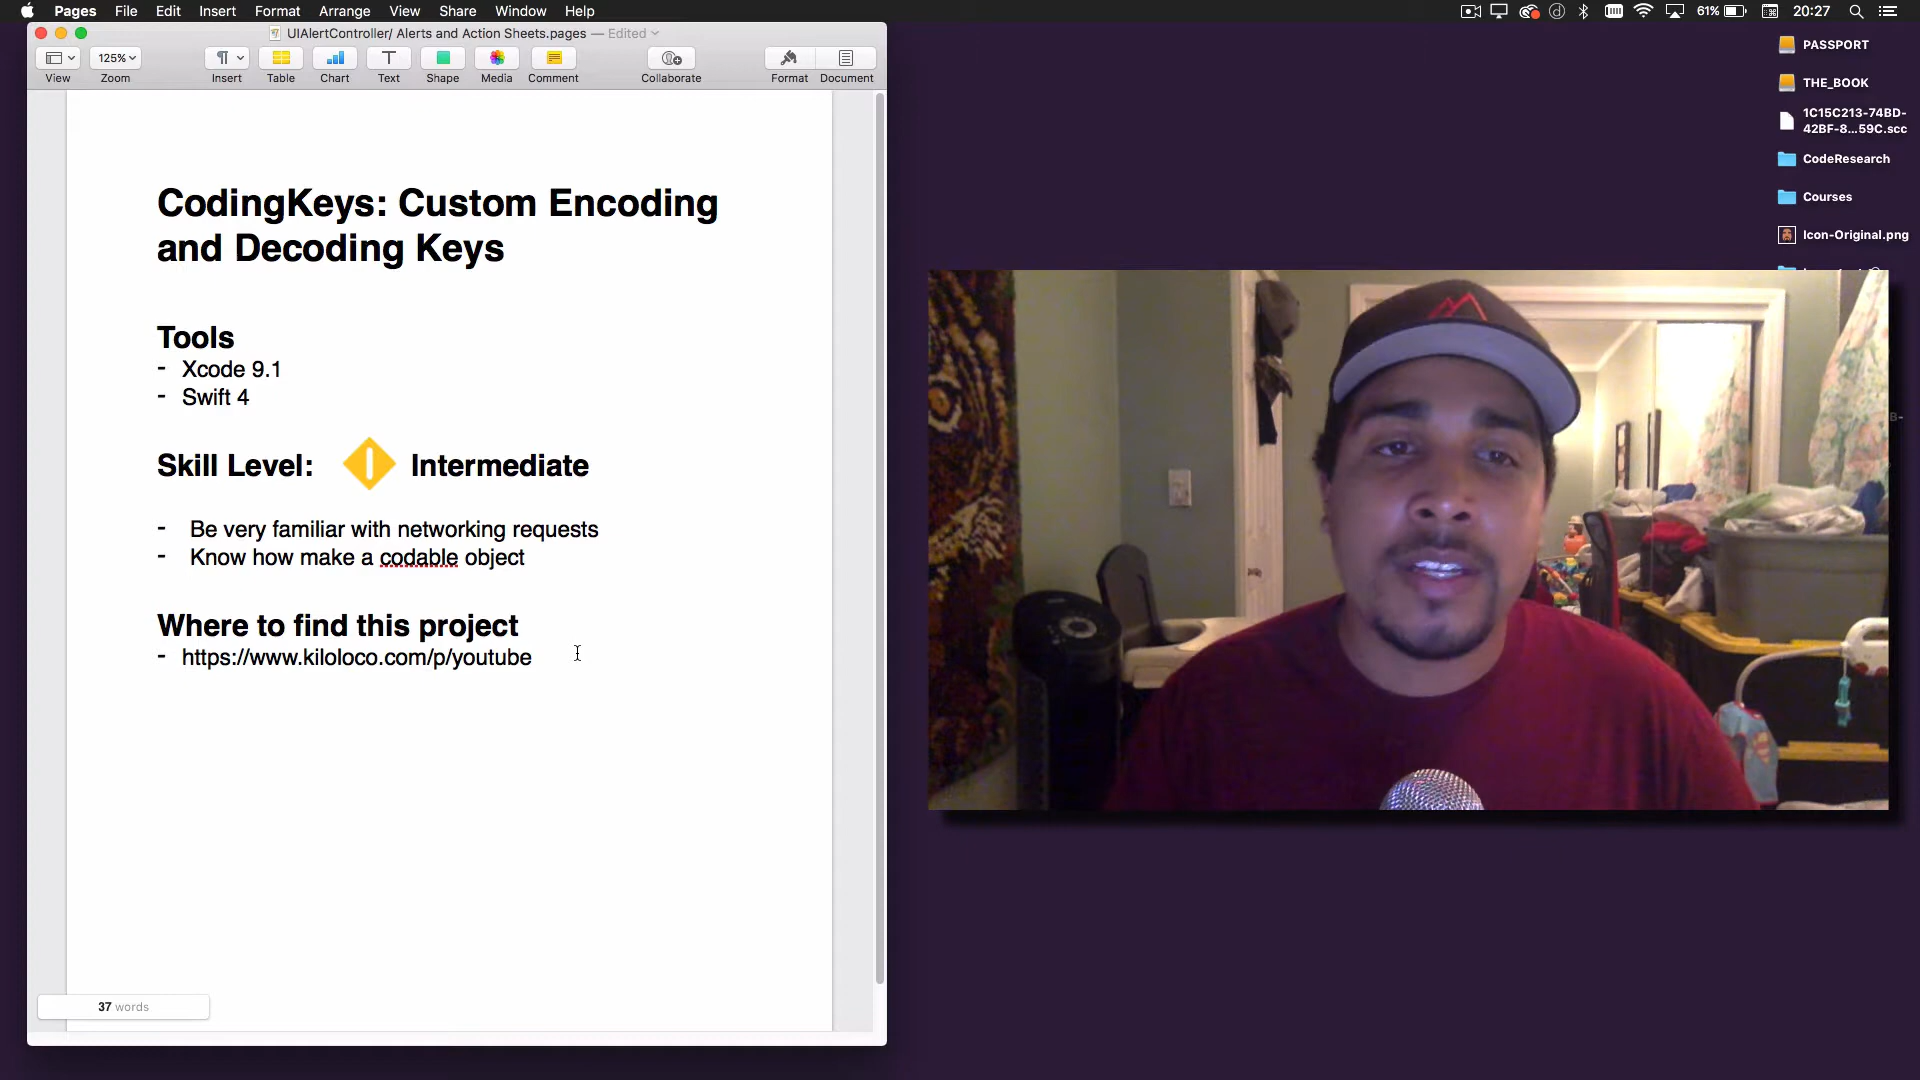 Pages File Edit Insert Format Arrange View Share Window Help
61% 20:27
UIAlertController/ Alerts and Action Sheets.pages — Edited
125%
View Zoom Insert Table Chart Text Shape Media Comment Collaborate Format Document
CodingKeys: Custom Encoding
and Decoding Keys
Tools
- Xcode 9.1
- Swift 4
Skill Level: Intermediate
- Be very familiar with networking requests
- Know how make a codable object
Where to find this project
- https://www.kiloloco.com/p/youtube
37 words
PASSPORT
THE_BOOK
1C15C213-74BD-
42BF-8...59C.scc
CodeResearch
Courses
Icon-Original.png